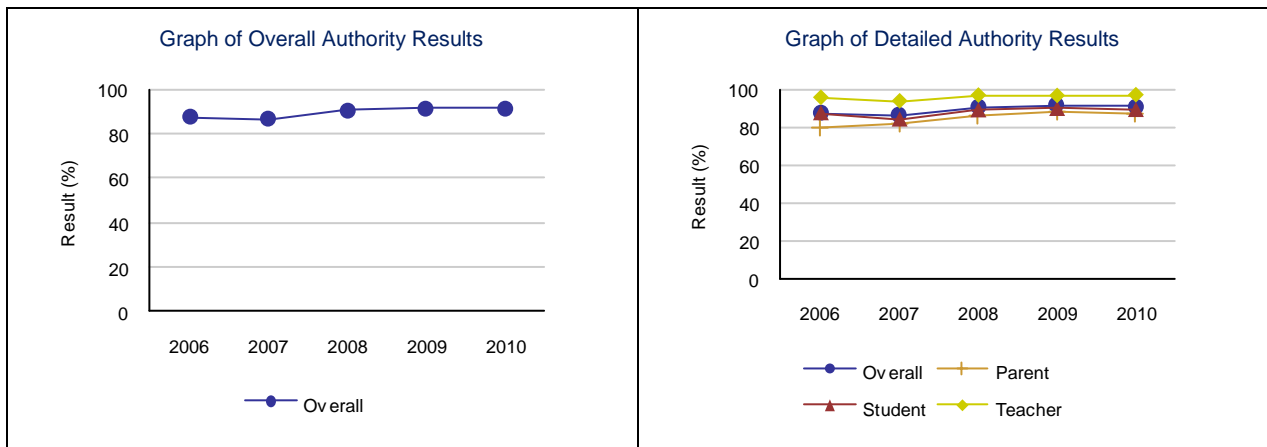 Graph of Overall Authority Results
Result (%)
100
80
60
40
20
0
2006 2007 2008 2009 2010
Overall
Graph of Detailed Authority Results
Result (%)
100
80
60
40
20
0
2006 2007 2008 2009 2010
Overall Parent
Student Teacher